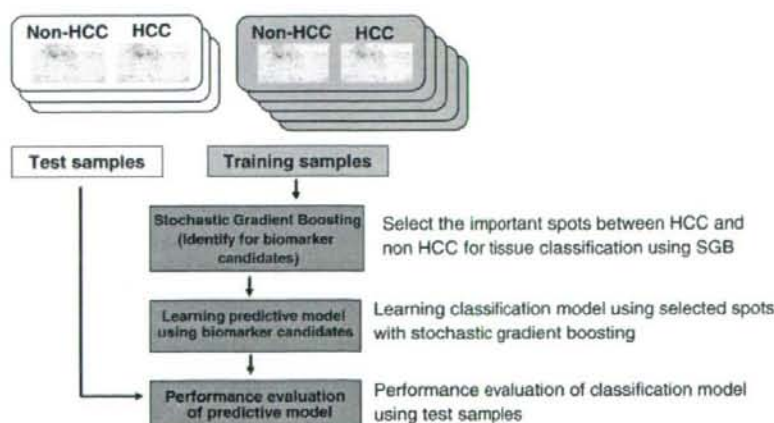 Non-HCC HCC
Non-HCC HCC
Test samples
Training samples
Stochastic Gradient Boosting
(Identify for biomarker
candidates)
Select the important spots between HCC and
non HCC for tissue classification using SGB
Learning predictive model
using biomarker candidates
Learning classification model using selected spots
with stochastic gradient boosting
Performance evaluation
of predictive model
Performance evaluation of classification model
using test samples